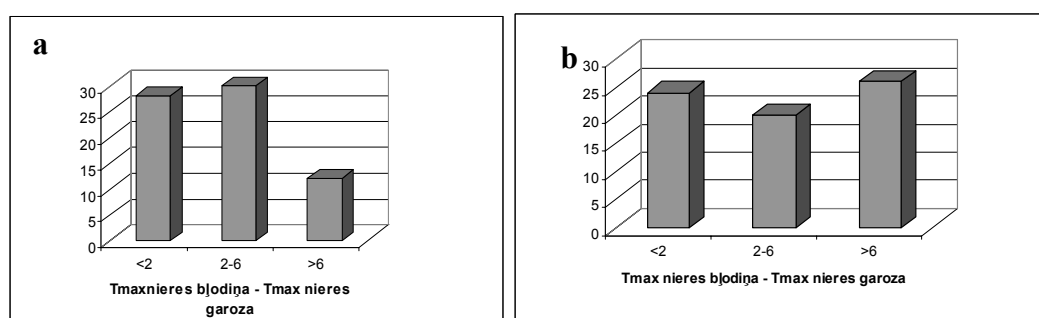 a
30
25
20
15
10
5
0
<2 2-6 >6
Tmaxnieres bļodiņa - Tmax nieres
garoza
b
30
25
20
15
10
5
0
<2 2-6 >6
Tmax nieres bļodiņa - Tmax nieres garoza